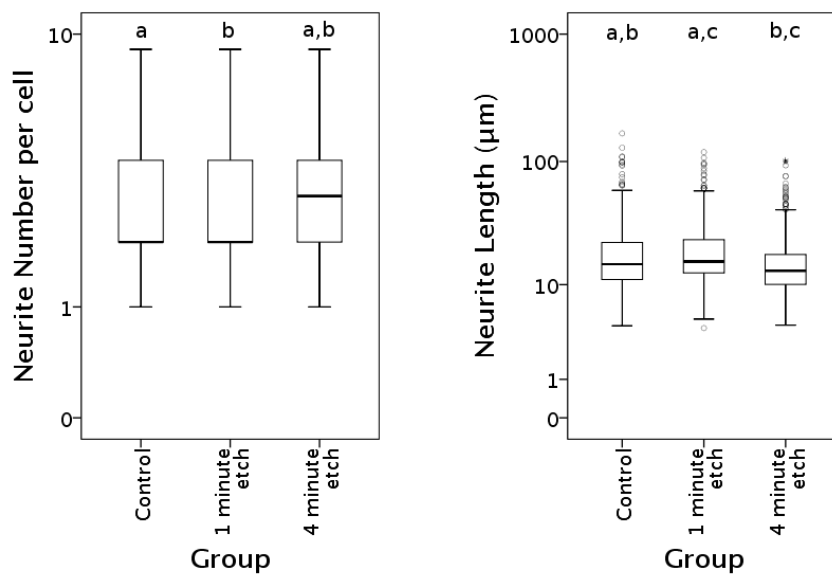 Neurite Number per cell
10
1
0
a
b
a,b
Control
1 minute
etch
4 minute
etch
Group
Neurite Length (µm)
1000
100
10
1
0
a,b
a,c
b,c
Control
1 minute
etch
4 minute
etch
Group